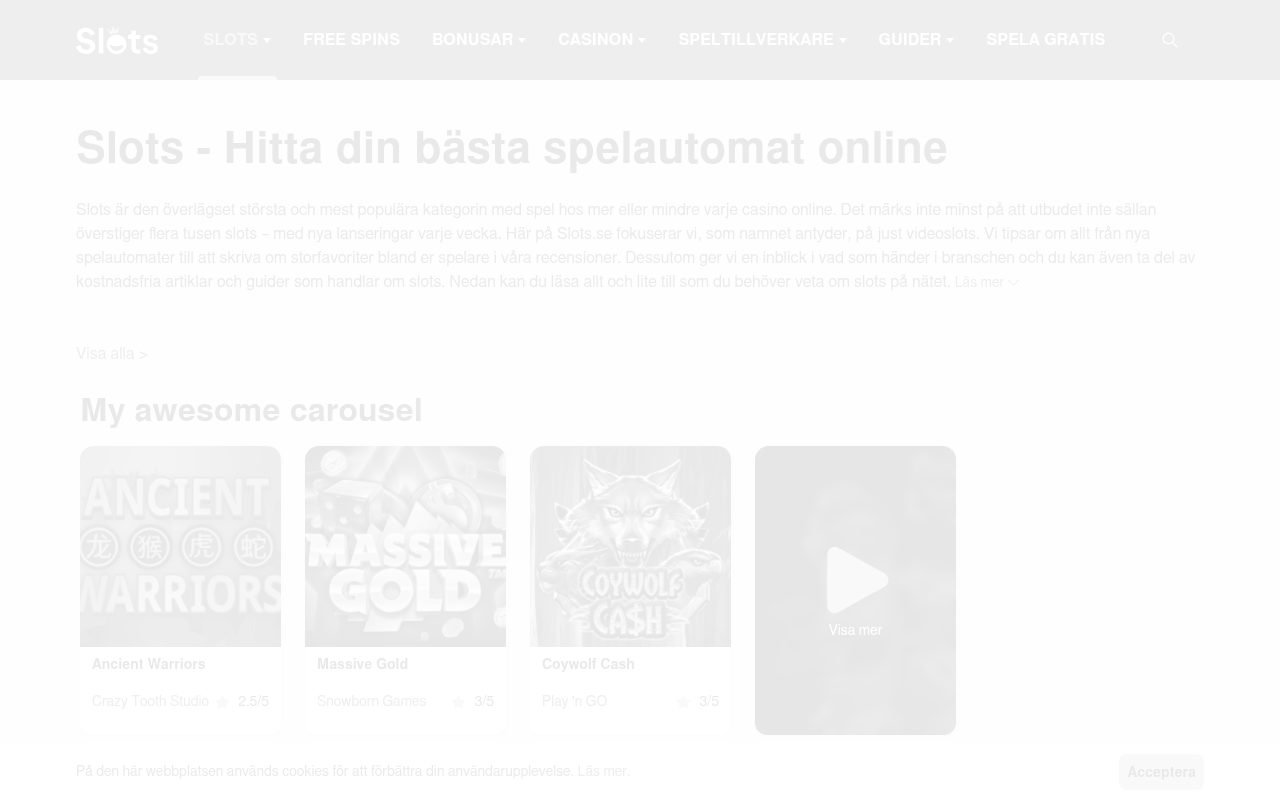 Slots
SLOTS FREE SPINS BONUSAR CASINON SPELTILLVERKARE GUIDER SPELA GRATIS
Slots - Hitta din bästa spelautomat online
Slots är den överlägset största och mest populära kategorin med spel hos mer eller mindre varje casino online. Det märks inte minst på att utbudet inte sällan
överstiger flera tusen slots – med nya lanseringar varje vecka. Här på Slots.se fokuserar vi, som namnet antyder, på just videoslots. Vi tipsar om allt från nya
spelautomater till att skriva om storfavoriter bland er spelare i våra recensioner. Dessutom ger vi en inblick i vad som händer i branschen och du kan även ta del av
kostnadsfria artiklar och guider som handlar om slots. Nedan kan du läsa allt och lite till som du behöver veta om slots på nätet. Läs mer
Visa alla >
My awesome carousel
ANCIENT
龙 猴 虎 蛇
WARRIORS
MASSIVE
GOLD™
COYWOLF
CA$H
Visa mer
Ancient Warriors Massive Gold Coywolf Cash
Crazy Tooth Studio 2.5/5 Snowborn Games 3/5 Play 'n GO 3/5
På den här webbplatsen används cookies för att förbättra din användarupplevelse. Läs mer. Acceptera